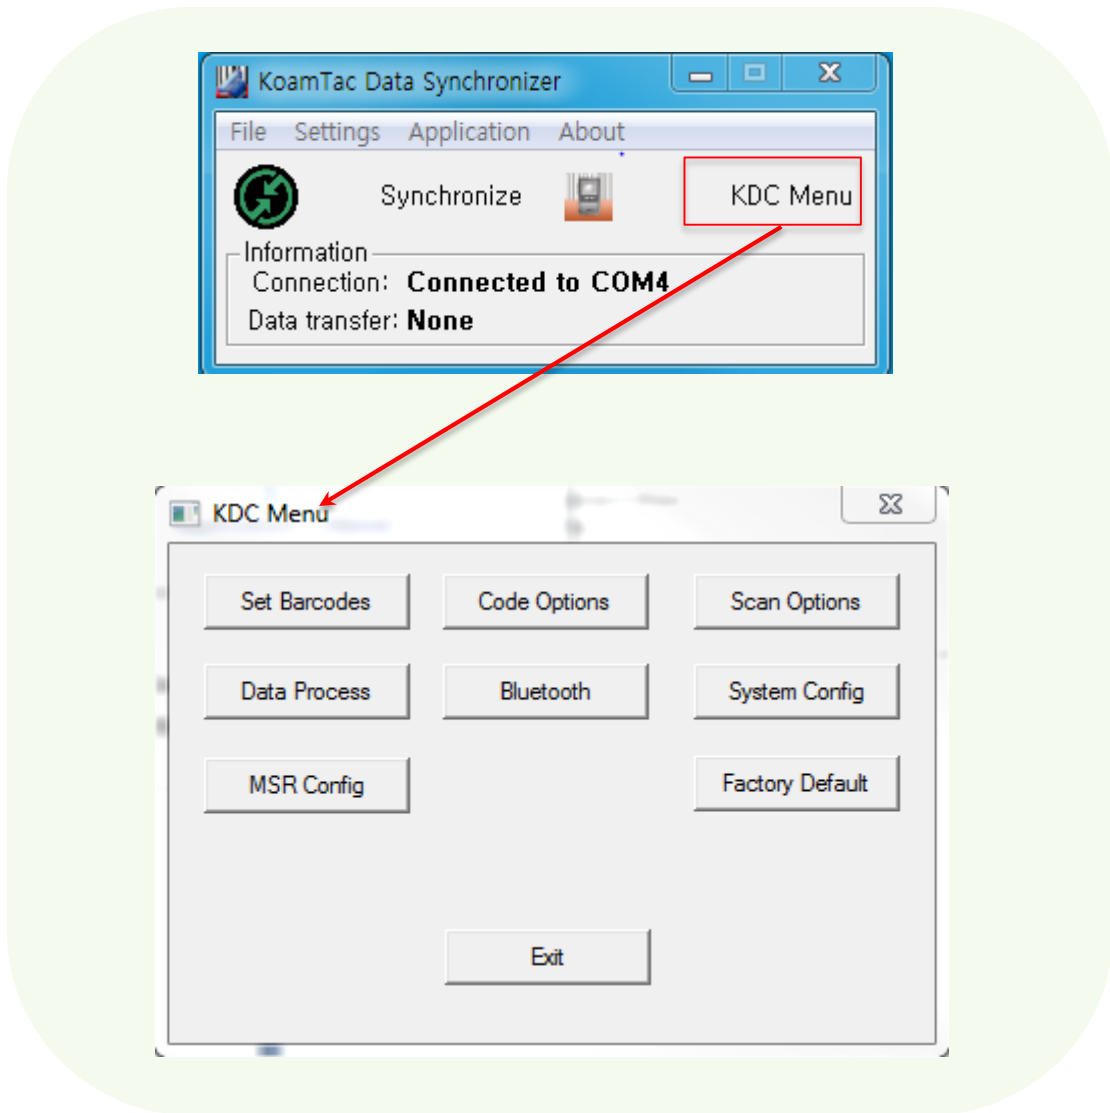 KoamTac Data Synchronizer
File Settings Application About
Synchronize KDC Menu
Information
Connection: Connected to COM4
Data transfer: None
KDC Menu
Set Barcodes Code Options Scan Options
Data Process Bluetooth System Config
MSR Config Factory Default
Exit